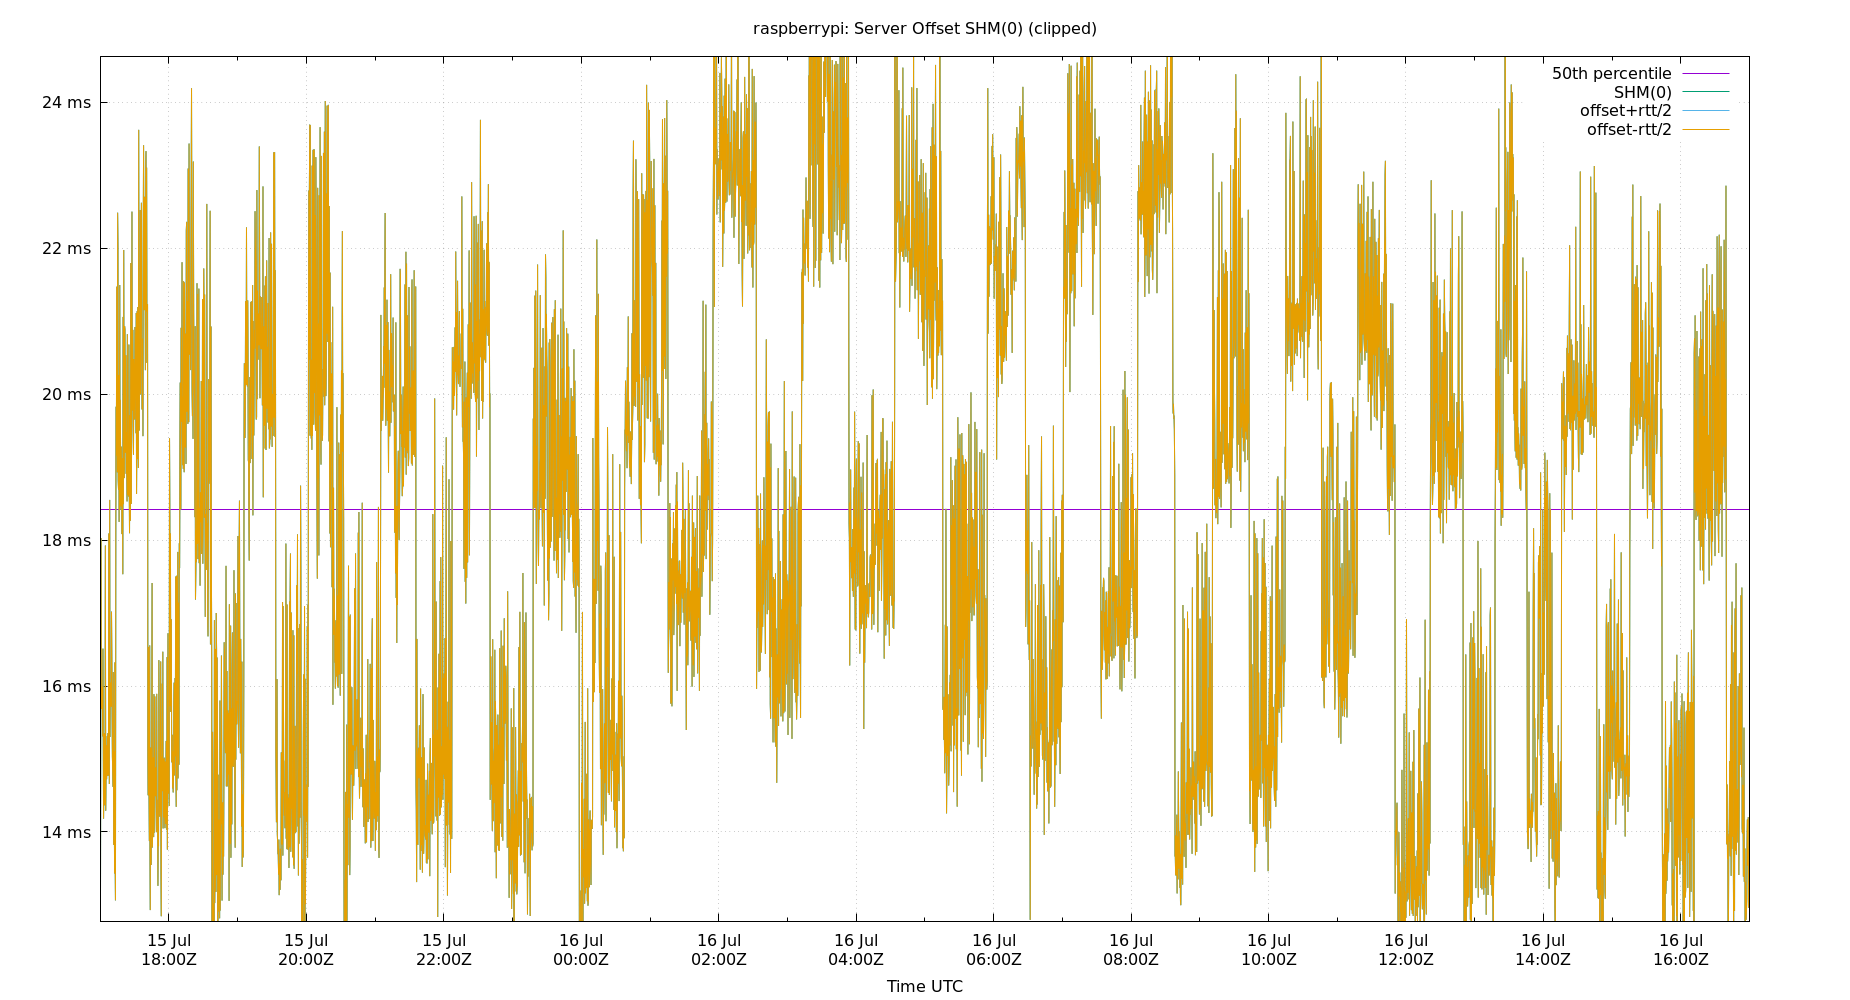 raspberrypi: Server Offset SHM(0) (clipped)
50th percentile
SHM(0)
offset+rtt/2
offset-rtt/2
24 ms
22 ms
20 ms
18 ms
16 ms
14 ms
15 Jul 15 Jul 15 Jul 16 Jul 16 Jul 16 Jul 16 Jul 16 Jul 16 Jul 16 Jul 16 Jul 16 Jul
18:00Z 20:00Z 22:00Z 00:00Z 02:00Z 04:00Z 06:00Z 08:00Z 10:00Z 12:00Z 14:00Z 16:00Z
Time UTC